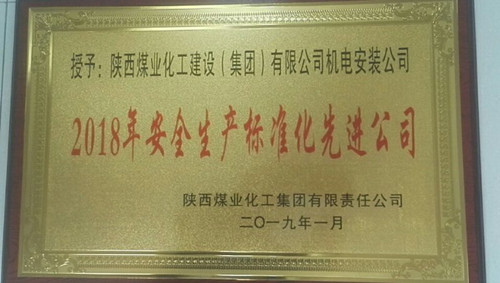 授予：陕西煤业化工建设（集团）有限公司机电安装公司
2018年安全生产标准化先进公司
陕西煤业化工集团有限责任公司
二〇一九年一月